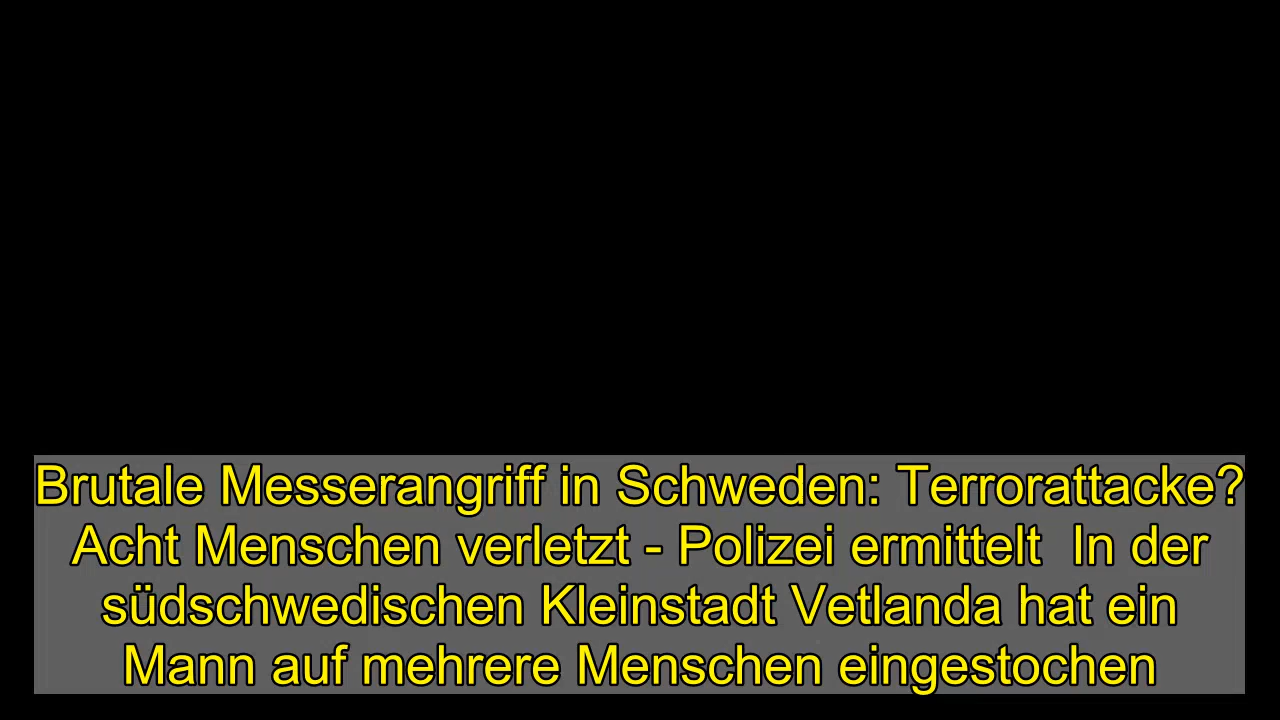 Brutale Messerangriff in Schweden: Terrorattacke?
Acht Menschen verletzt - Polizei ermittelt  In der
südschwedischen Kleinstadt Vetlanda hat ein
Mann auf mehrere Menschen eingestochen